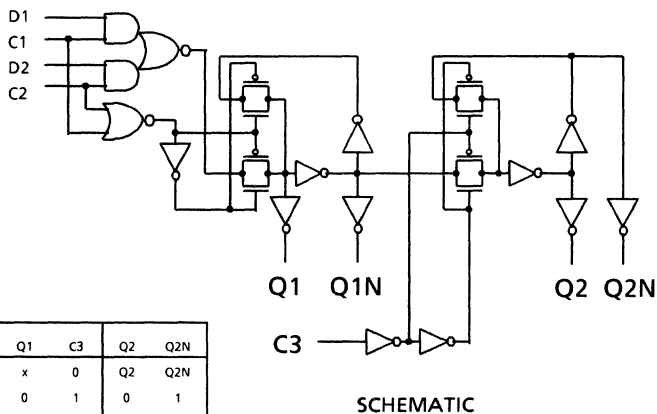 D1
C1
D2
C2
Q1 Q1N
Q2 Q2N
C3
Q1 C3 Q2 Q2N
x 0 Q2 Q2N
0 1 0 1
SCHEMATIC